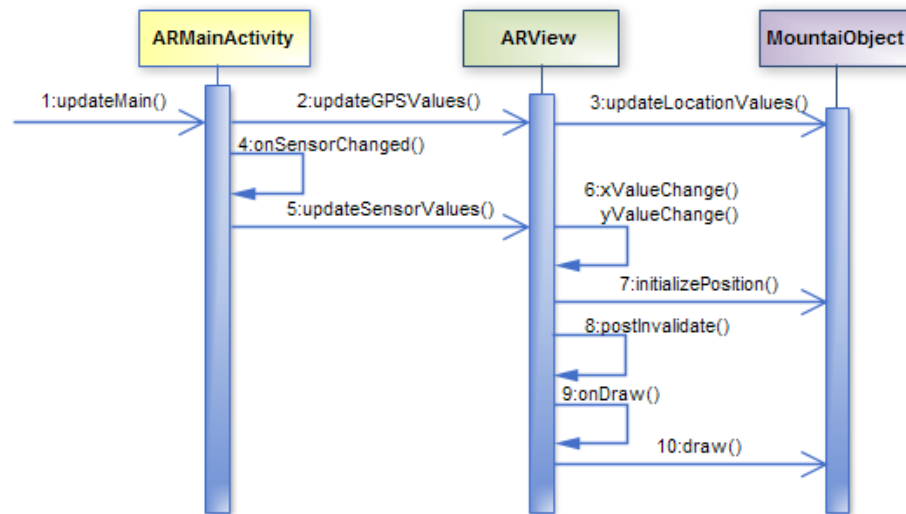 ARMainActivity
ARView
MountaiObject
1:updateMain()
2:updateGPSValues()
3:updateLocationValues()
4:onSensorChanged()
5:updateSensorValues()
6:xValueChange()
yValueChange()
7:initializePosition()
8:postInvalidate()
9:onDraw()
10:draw()